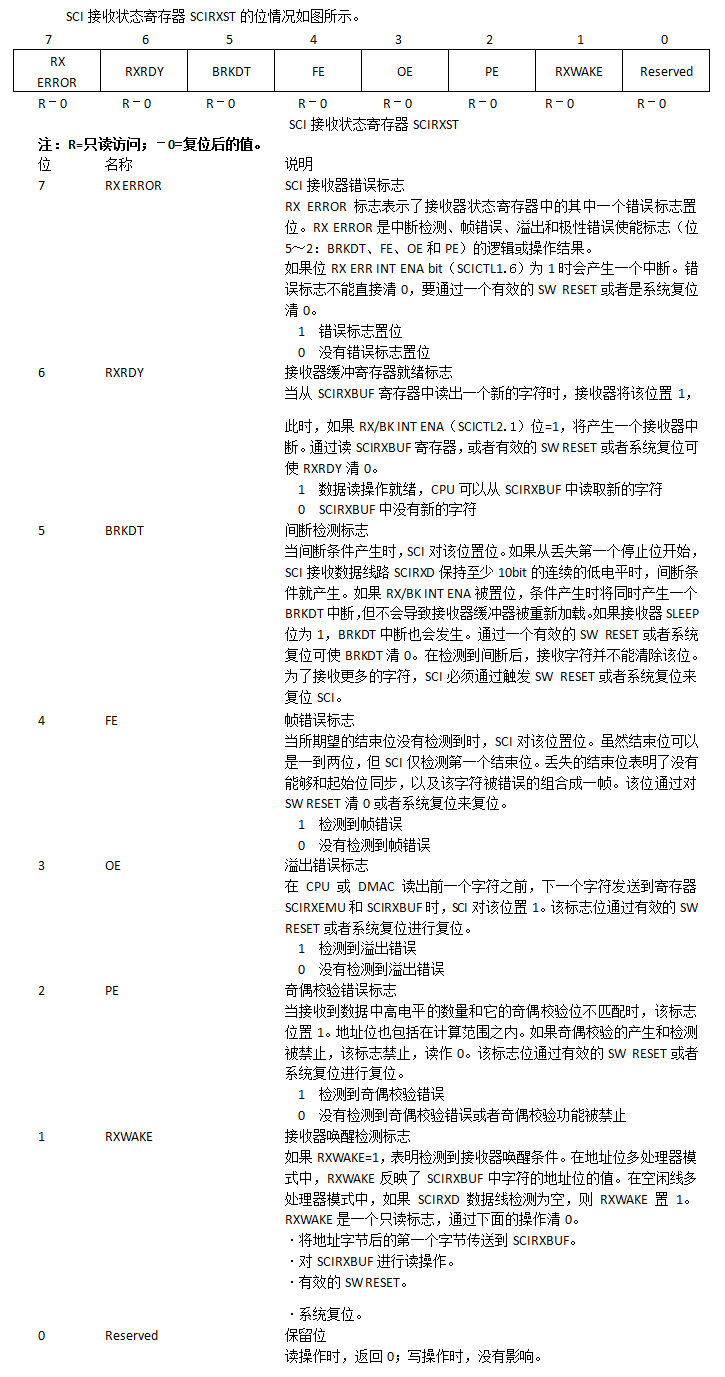 SCI 接收状态寄存器 SCIRXST 的位情况如图所示。
7 6 5 4 3 2 1 0
RX ERROR RXRDY BRKDT FE OE PE RXWAKE Reserved
R－0 R－0 R－0 R－0 R－0 R－0 R－0 R－0
SCI 接收状态寄存器 SCIRXST
注：R=只读访问；－0=复位后的值。
位 名称 说明
7 RX ERROR SCI 接收器错误标志
RX ERROR 标志表示了接收器状态寄存器中的其中一个错误标志置
位。RX ERROR 是中断检测、帧错误、溢出和极性错误使能标志（位
5～2：BRKDT、FE、OE 和 PE）的逻辑或操作结果。
如果位 RX ERR INT ENA bit（SCICTL1.6）为 1 时会产生一个中断。错
误标志不能直接清 0，要通过一个有效的 SW RESET 或者是系统复位
清 0。
1 错误标志置位
0 没有错误标志置位
6 RXRDY 接收器缓冲寄存器就绪标志
当从 SCIRXBUF 寄存器中读出一个新的字符时，接收器将该位置 1，
此时，如果 RX/BK INT ENA（SCICTL2.1）位=1，将产生一个接收器中
断。通过读 SCIRXBUF 寄存器，或者有效的 SW RESET 或者系统复位可
使 RXRDY 清 0。
1 数据读操作就绪，CPU 可以从 SCIRXBUF 中读取新的字符
0 SCIRXBUF 中没有新的字符
5 BRKDT 间断检测标志
当间断条件产生时，SCI 对该位置位。如果从丢失第一个停止位开始，
SCI 接收数据线路 SCIRXD 保持至少 10bit 的连续的低电平时，间断条
件就产生。如果 RX/BK INT ENA 被置位，条件产生时将同时产生一个
BRKDT 中断，但不会导致接收器缓冲器被重新加载。如果接收器 SLEEP
位为 1，BRKDT 中断也会发生。通过一个有效的 SW RESET 或者系统
复位可使 BRKDT 清 0。在检测到间断后，接收字符并不能清除该位。
为了接收更多的字符，SCI 必须通过触发 SW RESET 或者系统复位来
复位 SCI。
4 FE 帧错误标志
当所期望的结束位没有检测到时，SCI 对该位置位。虽然结束位可以
是一到两位，但 SCI 仅检测第一个结束位。丢失的结束位表明了没有
能够和起始位同步，以及该字符被错误的组合成一帧。该位通过对
SW RESET 清 0 或者系统复位来复位。
1 检测到帧错误
0 没有检测到帧错误
3 OE 溢出错误标志
在 CPU 或 DMAC 读出前一个字符之前，下一个字符发送到寄存器
SCIRXEMU 和 SCIRXBUF 时，SCI 对该位置 1。该标志位通过有效的 SW
RESET 或者系统复位进行复位。
1 检测到溢出错误
0 没有检测到溢出错误
2 PE 奇偶校验错误标志
当接收到数据中高电平的数量和它的奇偶校验位不匹配时，该标志
位置 1。地址位也包括在计算范围之内。如果奇偶校验的产生和检测
被禁止，该标志禁止，读作 0。该标志位通过有效的 SW RESET 或者
系统复位进行复位。
1 检测到奇偶校验错误
0 没有检测到奇偶校验错误或者奇偶校验功能被禁止
1 RXWAKE 接收器唤醒检测标志
如果 RXWAKE=1，表明检测到接收器唤醒条件。在地址位多处理器模
式中，RXWAKE 反映了 SCIRXBUF 中字符的地址位的值。在空闲线多
处理器模式中，如果 SCIRXD 数据线检测为空，则 RXWAKE 置 1。
RXWAKE 是一个只读标志，通过下面的操作清 0。
·将地址字节后的第一个字节传送到 SCIRXBUF。
·对 SCIRXBUF 进行读操作。
·有效的 SW RESET。
·系统复位。
0 Reserved 保留位
读操作时，返回 0；写操作时，没有影响。